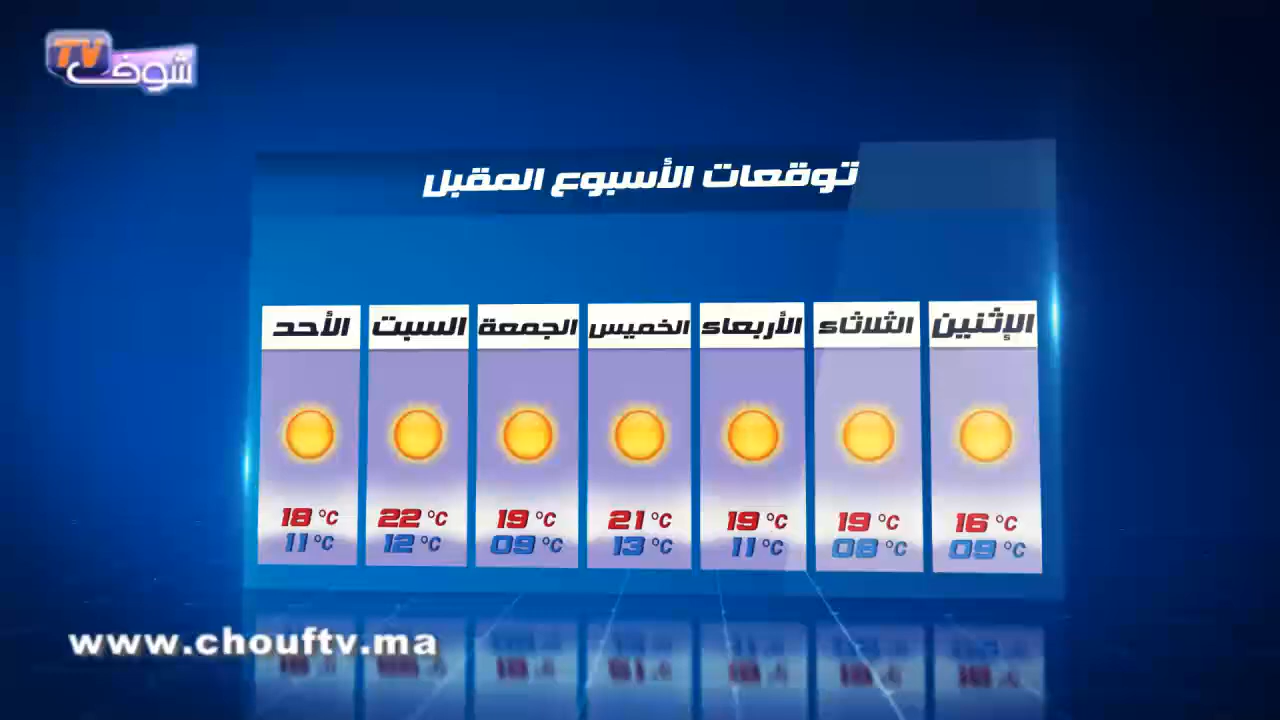 TV شوف
توقعات الأسبوع المقبل
الإثنين الثلاثاء الأربعاء الخميس الجمعة السبت الأحد
16 °C 19 °C 19 °C 21 °C 19 °C 22 °C 18 °C
09 °C 08 °C 11 °C 13 °C 09 °C 12 °C 11 °C
www.chouftv.ma